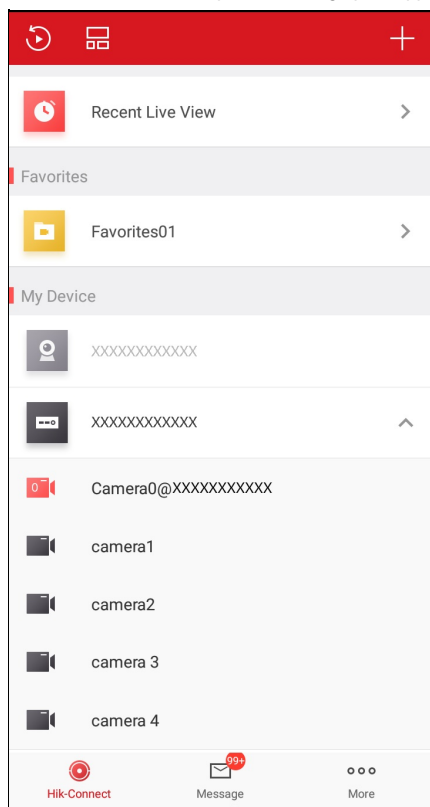 Recent Live View
Favorites
Favorites01
My Device
XXXXXXXXXXXX
XXXXXXXXXXXX
0
Camera0@XXXXXXXXXXX
camera1
camera2
camera 3
camera 4
99+
Hik-Connect
Message
More